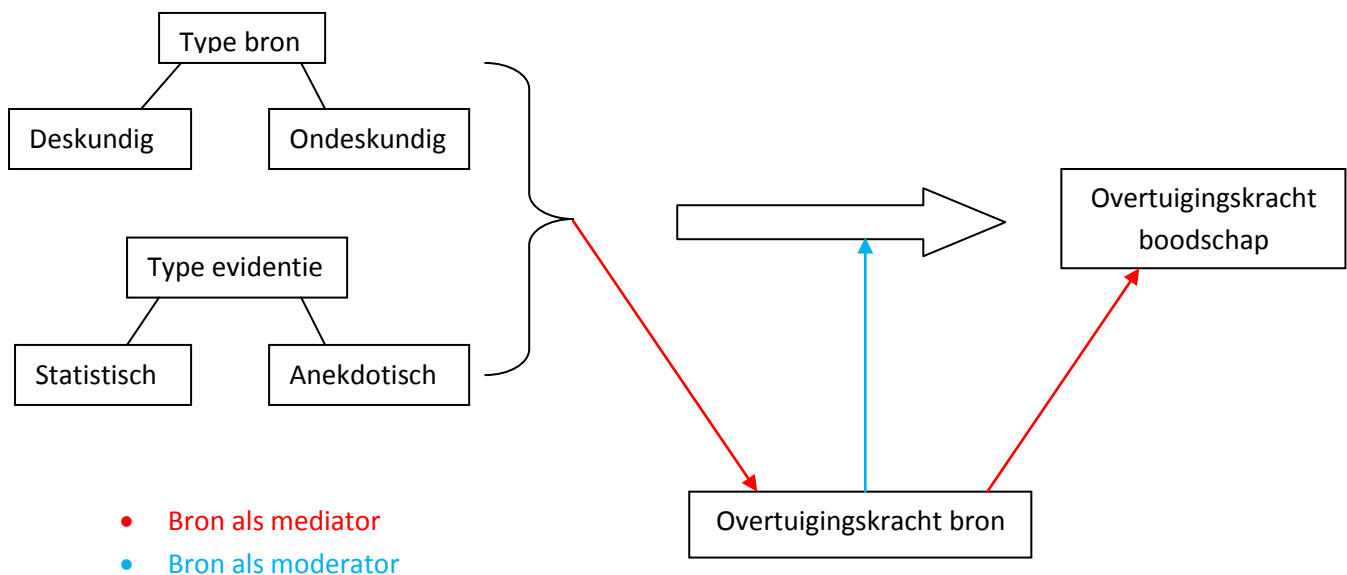 Type bron
Deskundig
Ondeskundig
Type evidentie
Statistisch
Anekdotisch
Overtuigingskracht
boodschap
Overtuigingskracht bron
• Bron als mediator
• Bron als moderator